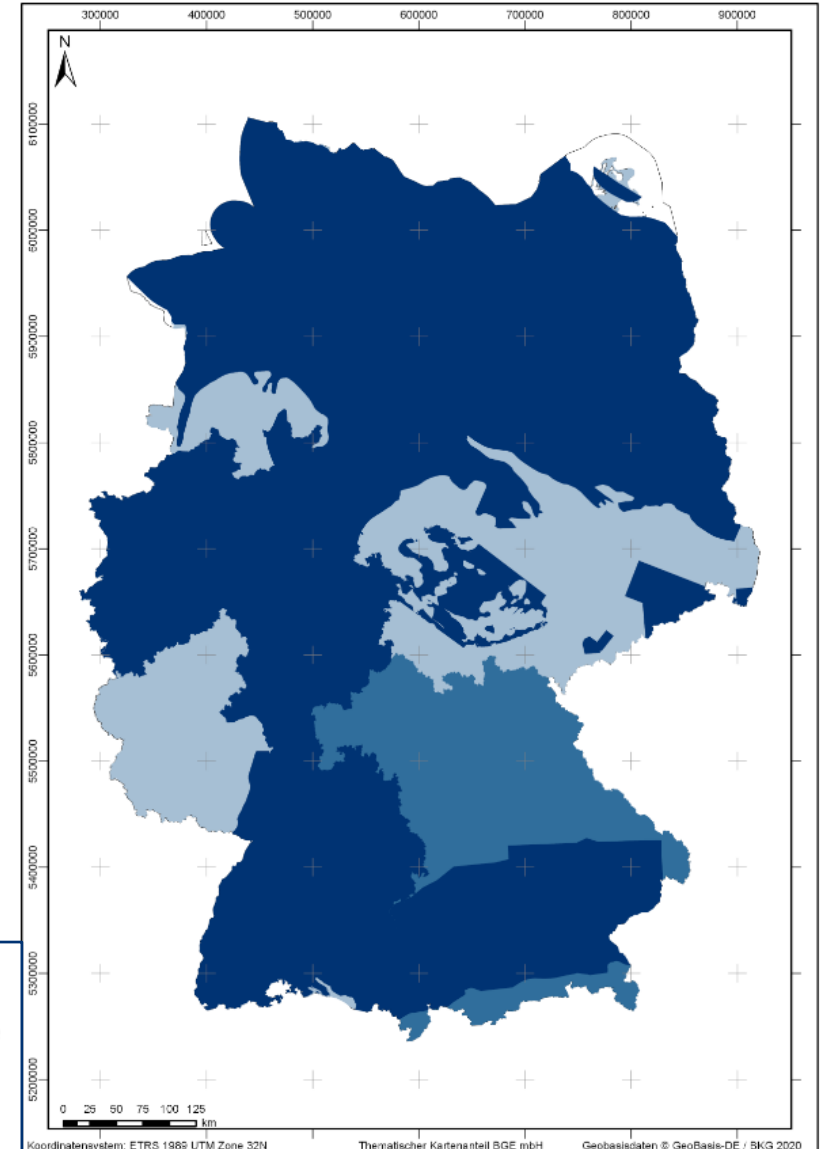 300000 400000 500000 600000 700000 800000 900000
N
6100000
6000000
5900000
5800000
5700000
5600000
5500000
5400000
5300000
5200000
0 25 50 75 100 125
km
Koordinatensystem: ETRS 1989 UTM Zone 32N Thematischer Kartenanteil BGE mbH Geobasisdaten © GeoBasis-DE / BKG 2020